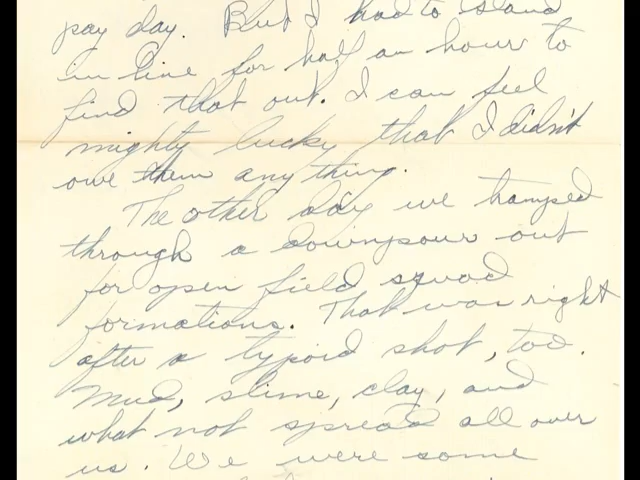 pay day. But I had to stand
in line for half an hour to
find that out. I can feel
mighty lucky that I didn't
owe them anything.
The other day we tramped
through a downpour out
for open field squad
formations. That was right
after a typoid shot, too.
Mud, slime, clay, and
what not spread all over
us. We were some